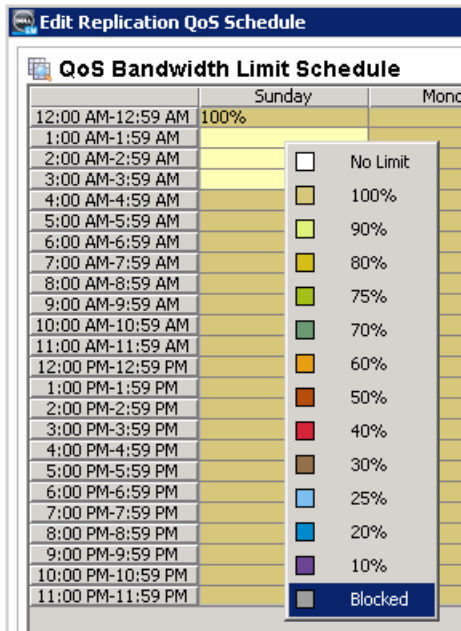 Edit Replication QoS Schedule
QoS Bandwidth Limit Schedule
Sunday Mond
12:00 AM-12:59 AM 100%
1:00 AM-1:59 AM
2:00 AM-2:59 AM No Limit
3:00 AM-3:59 AM
4:00 AM-4:59 AM 100%
5:00 AM-5:59 AM
6:00 AM-6:59 AM 90%
7:00 AM-7:59 AM 80%
8:00 AM-8:59 AM
9:00 AM-9:59 AM 75%
10:00 AM-10:59 AM 70%
11:00 AM-11:59 AM
12:00 PM-12:59 PM 60%
1:00 PM-1:59 PM
2:00 PM-2:59 PM 50%
3:00 PM-3:59 PM 40%
4:00 PM-4:59 PM
5:00 PM-5:59 PM 30%
6:00 PM-6:59 PM 25%
7:00 PM-7:59 PM
8:00 PM-8:59 PM 20%
9:00 PM-9:59 PM
10:00 PM-10:59 PM 10%
11:00 PM-11:59 PM Blocked